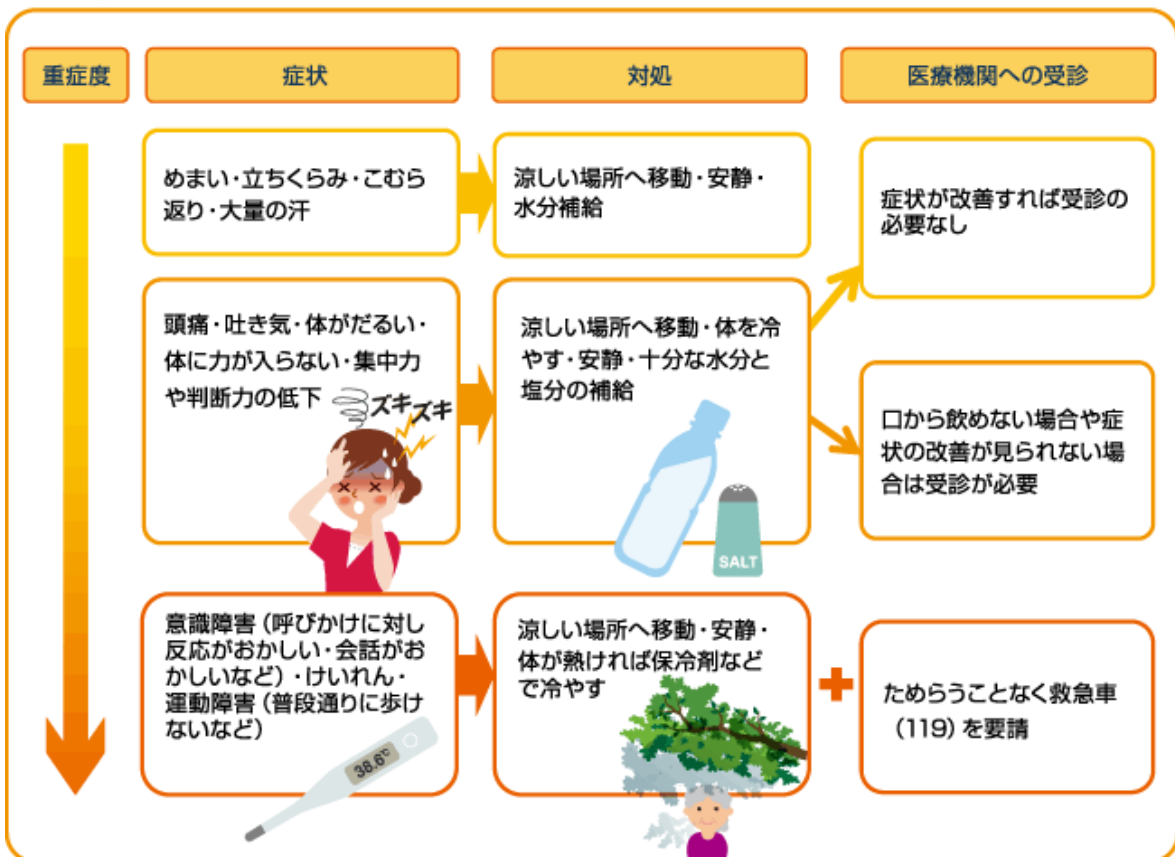 重症度
症状
対処
医療機関への受診
めまい・立ちくらみ・こむら
返り・大量の汗
涼しい場所へ移動・安静・
水分補給
症状が改善すれば受診の
必要なし
頭痛・吐き気・体がだるい・
体に力が入らない・集中力
や判断力の低下
ズキズキ
涼しい場所へ移動・体を冷
やす・安静・十分な水分と
塩分の補給
SALT
口から飲めない場合や症
状の改善が見られない場
合は受診が必要
意識障害（呼びかけに対し
反応がおかしい・会話がお
かしいなど）・けいれん・
運動障害（普段通りに歩け
ないなど）
38.6℃
涼しい場所へ移動・安静・
体が熱ければ保冷剤など
で冷やす
ためらうことなく救急車
（119）を要請